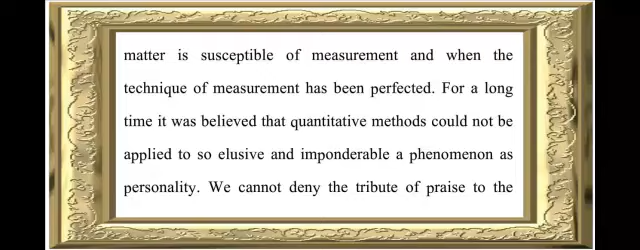 matter is susceptible of measurement and when the
technique of measurement has been perfected. For a long
time it was believed that quantitative methods could not be
applied to so elusive and imponderable a phenomenon as
personality. We cannot deny the tribute of praise to the